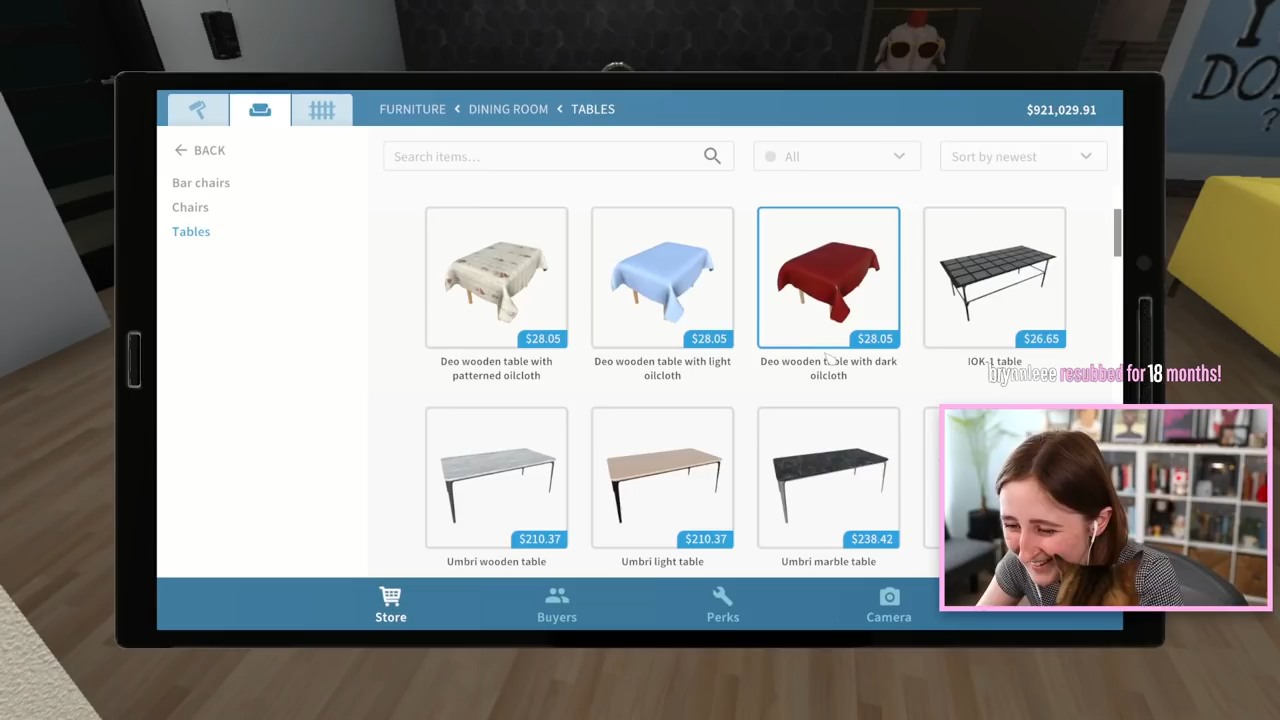 FURNITURE < DINING ROOM < TABLES
$921,029.91
BACK
Search items...
All
Sort by newest
Bar chairs
Chairs
Tables
$28.05
$28.05
$28.05
$26.65
Deo wooden table with patterned oilcloth
Deo wooden table with light oilcloth
Deo wooden table with dark oilcloth
IOK-1 table
brynnleee resubbed for 18 months!
$210.37
$210.37
$238.42
Umbri wooden table
Umbri light table
Umbri marble table
Store
Buyers
Perks
Camera